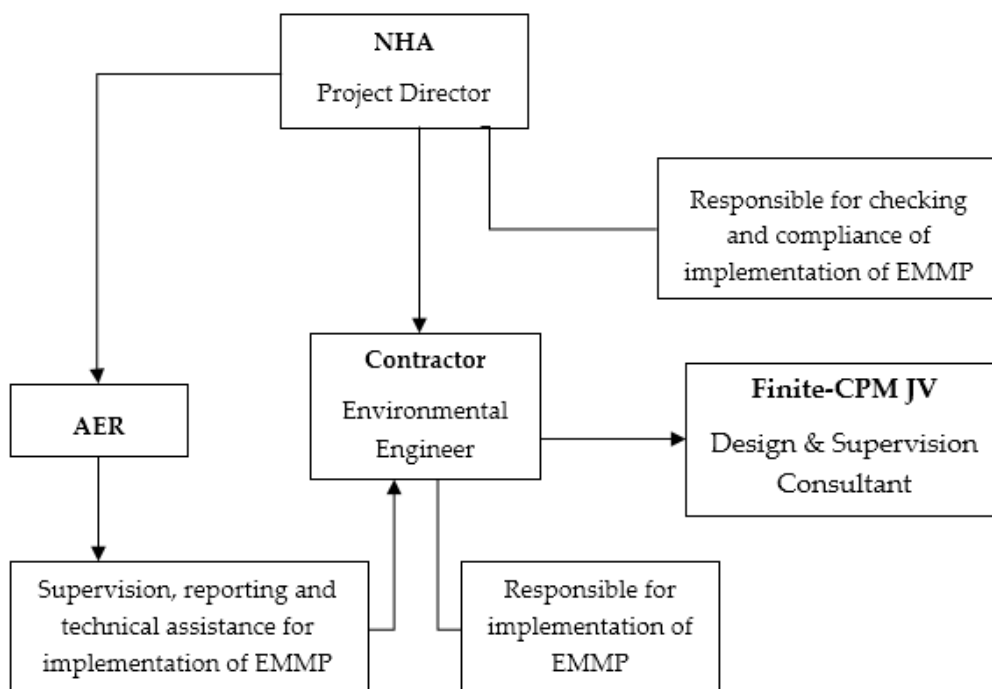 NHA
Project Director
Responsible for checking
and compliance of
implementation of EMMP
Contractor
Environmental
Engineer
Finite-CPM JV
Design & Supervision
Consultant
AER
Supervision, reporting and
technical assistance for
implementation of EMMP
Responsible for
implementation of
EMMP